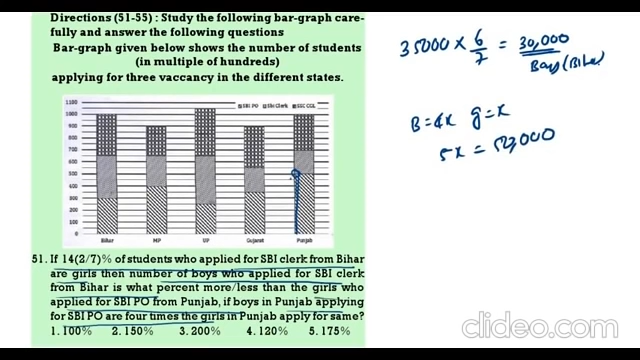 Directions (51-55) : Study the following bar-graph care-
fully and answer the following questions
Bar-graph given below shows the number of students
(in multiple of hundreds)
applying for three vaccancy in the different states.
1100
1000
900
800
700
600
500
400
300
200
100
0
SBI PO SBI Clerk SSC CGL
Bihar MP UP Gujarat Punjab
51. If 14(2/7)% of students who applied for SBI clerk from Bihar
are girls then number of boys who applied for SBI clerk
from Bihar is what percent more/less than the girls who
applied for SBI PO from Punjab, if boys in Punjab applying
for SBI PO are four times the girls in Punjab apply for same?
1. 100% 2. 150% 3. 200% 4. 120% 5. 175%
35000 × 6/7 = 30,000
Boys (Bihar)
B = 4x g = x
5x = 50,000
clideo.com